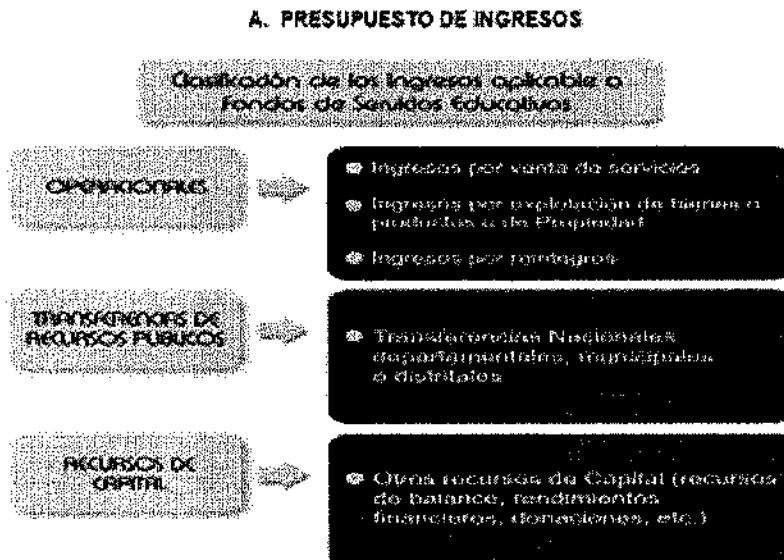 A. PRESUPUESTO DE INGRESOS
Clasificación de los Ingresos aplicable a
Fondos de Servicios Educativos
OPERACIONALES
Ingresos por venta de servicios
Ingresos por explotación de bienes o
productos o de Propiedad
Ingresos por reintegros
TRANSFERENCIAS DE
RECURSOS PÚBLICOS
Transferencias Nacionales
departamentales, municipales
o distritales
RECURSOS DE
CAPITAL
Otros recursos de Capital (recursos
de balance, rendimientos
financieros, donaciones, etc.)